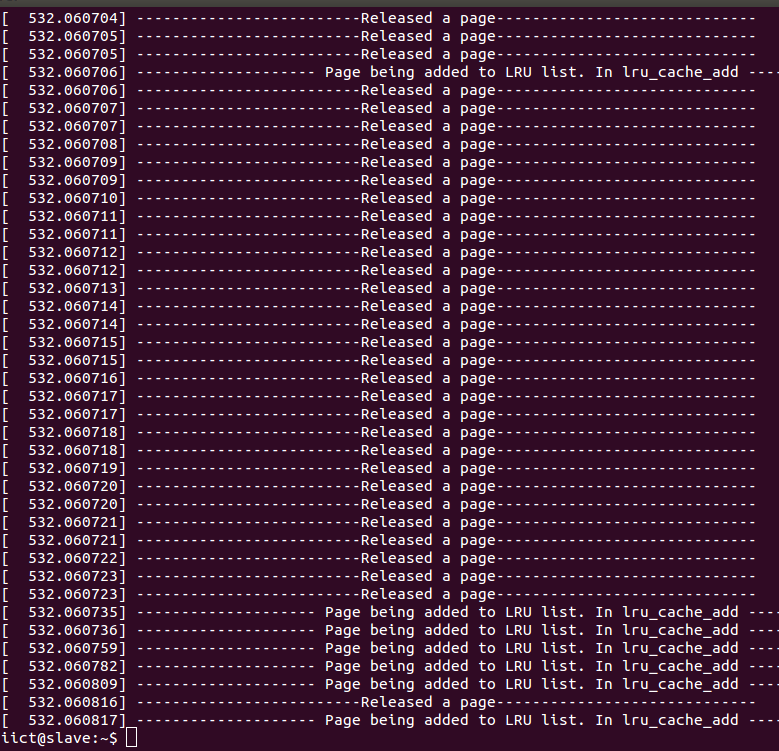 [  532.060704] -------------------------Released a page-----------------------------
[  532.060705] -------------------------Released a page-----------------------------
[  532.060705] -------------------------Released a page-----------------------------
[  532.060706] -------------------- Page being added to LRU list. In lru_cache_add ----
[  532.060706] -------------------------Released a page-----------------------------
[  532.060707] -------------------------Released a page-----------------------------
[  532.060707] -------------------------Released a page-----------------------------
[  532.060708] -------------------------Released a page-----------------------------
[  532.060709] -------------------------Released a page-----------------------------
[  532.060709] -------------------------Released a page-----------------------------
[  532.060710] -------------------------Released a page-----------------------------
[  532.060711] -------------------------Released a page-----------------------------
[  532.060711] -------------------------Released a page-----------------------------
[  532.060712] -------------------------Released a page-----------------------------
[  532.060712] -------------------------Released a page-----------------------------
[  532.060713] -------------------------Released a page-----------------------------
[  532.060714] -------------------------Released a page-----------------------------
[  532.060714] -------------------------Released a page-----------------------------
[  532.060715] -------------------------Released a page-----------------------------
[  532.060715] -------------------------Released a page-----------------------------
[  532.060716] -------------------------Released a page-----------------------------
[  532.060717] -------------------------Released a page-----------------------------
[  532.060717] -------------------------Released a page-----------------------------
[  532.060718] -------------------------Released a page-----------------------------
[  532.060718] -------------------------Released a page-----------------------------
[  532.060719] -------------------------Released a page-----------------------------
[  532.060720] -------------------------Released a page-----------------------------
[  532.060720] -------------------------Released a page-----------------------------
[  532.060721] -------------------------Released a page-----------------------------
[  532.060721] -------------------------Released a page-----------------------------
[  532.060722] -------------------------Released a page-----------------------------
[  532.060723] -------------------------Released a page-----------------------------
[  532.060723] -------------------------Released a page-----------------------------
[  532.060735] -------------------- Page being added to LRU list. In lru_cache_add ----
[  532.060736] -------------------- Page being added to LRU list. In lru_cache_add ----
[  532.060759] -------------------- Page being added to LRU list. In lru_cache_add ----
[  532.060782] -------------------- Page being added to LRU list. In lru_cache_add ----
[  532.060809] -------------------- Page being added to LRU list. In lru_cache_add ----
[  532.060816] -------------------------Released a page-----------------------------
[  532.060817] -------------------- Page being added to LRU list. In lru_cache_add ----
iict@slave:~$